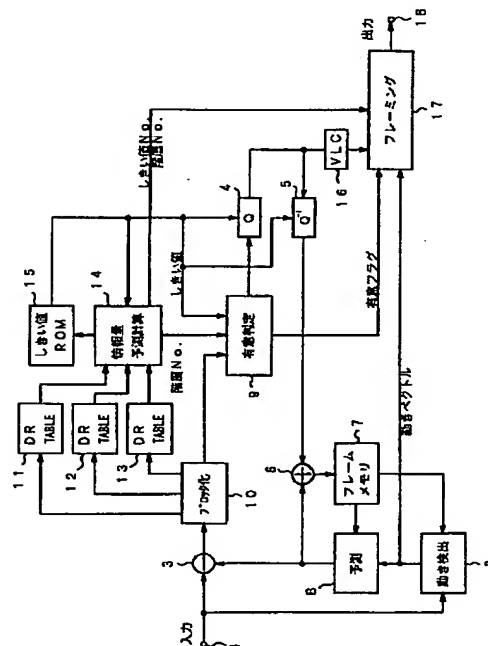 しきい値
ROM
15
情報量
予測計算
14
しきい値No.
階層No.
DR
TABLE
11
DR
TABLE
12
DR
TABLE
13
階層No.
しきい値
Q
4
Q⁻¹
5
VLC
16
フレーミング
17
出力
18
有意判定
9
有意フラグ
動きベクトル
ブロック化
10
3
6
フレーム
メモリ
7
予測
8
動き検出
入力